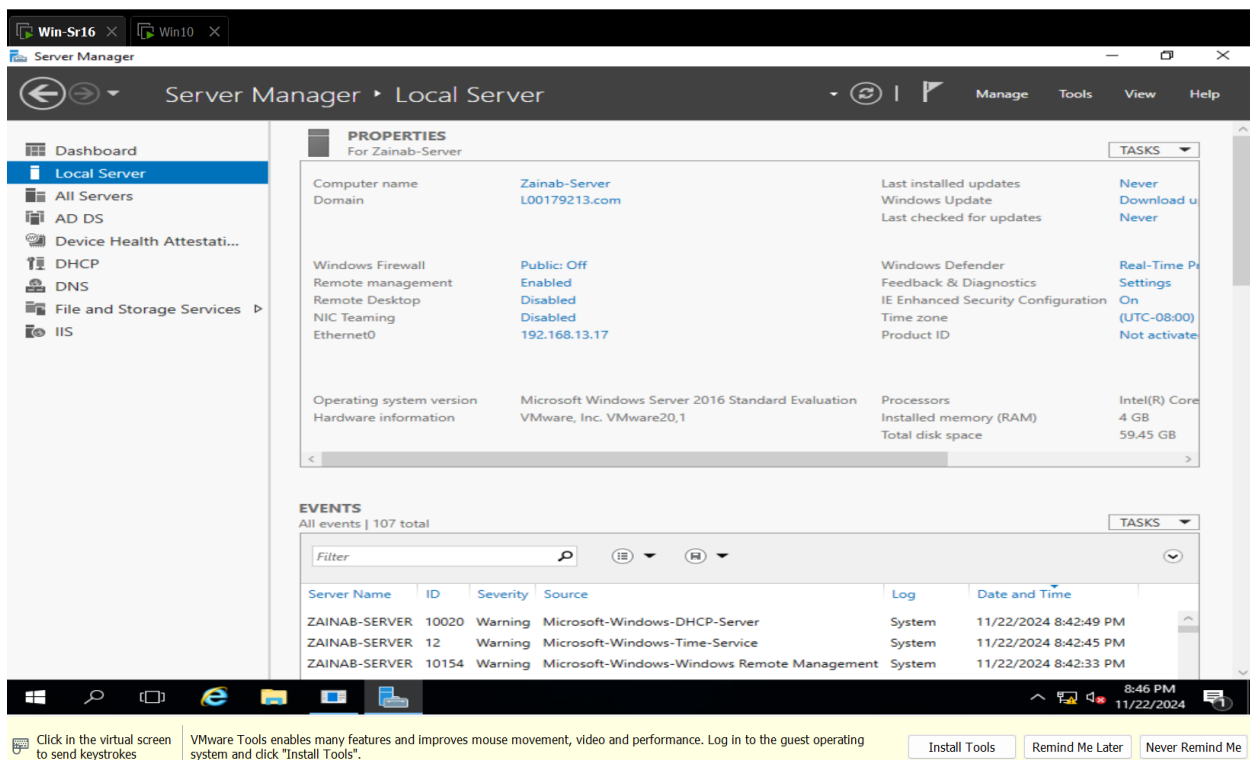 Win-Sr16 Win10
Server Manager
Server Manager Local Server Manage Tools View Help
Dashboard
Local Server
All Servers
AD DS
Device Health Attestati...
DHCP
DNS
File and Storage Services
IIS
PROPERTIES
For Zainab-Server
TASKS
Computer name Zainab-Server Last installed updates Never
Domain L00179213.com Windows Update Download u
Last checked for updates Never
Windows Firewall Public: Off Windows Defender Real-Time Pr
Remote management Enabled Feedback & Diagnostics Settings
Remote Desktop Disabled IE Enhanced Security Configuration On
NIC Teaming Disabled Time zone (UTC-08:00)
Ethernet0 192.168.13.17 Product ID Not activate
Operating system version Microsoft Windows Server 2016 Standard Evaluation Processors Intel(R) Core
Hardware information VMware, Inc. VMware20,1 Installed memory (RAM) 4 GB
Total disk space 59.45 GB
EVENTS
All events | 107 total
TASKS
Filter
Server Name ID Severity Source Log Date and Time
ZAINAB-SERVER 10020 Warning Microsoft-Windows-DHCP-Server System 11/22/2024 8:42:49 PM
ZAINAB-SERVER 12 Warning Microsoft-Windows-Time-Service System 11/22/2024 8:42:45 PM
ZAINAB-SERVER 10154 Warning Microsoft-Windows-Windows Remote Management System 11/22/2024 8:42:33 PM
8:46 PM
11/22/2024
1
Click in the virtual screen
to send keystrokes
VMware Tools enables many features and improves mouse movement, video and performance. Log in to the guest operating
system and click "Install Tools".
Install Tools Remind Me Later Never Remind Me